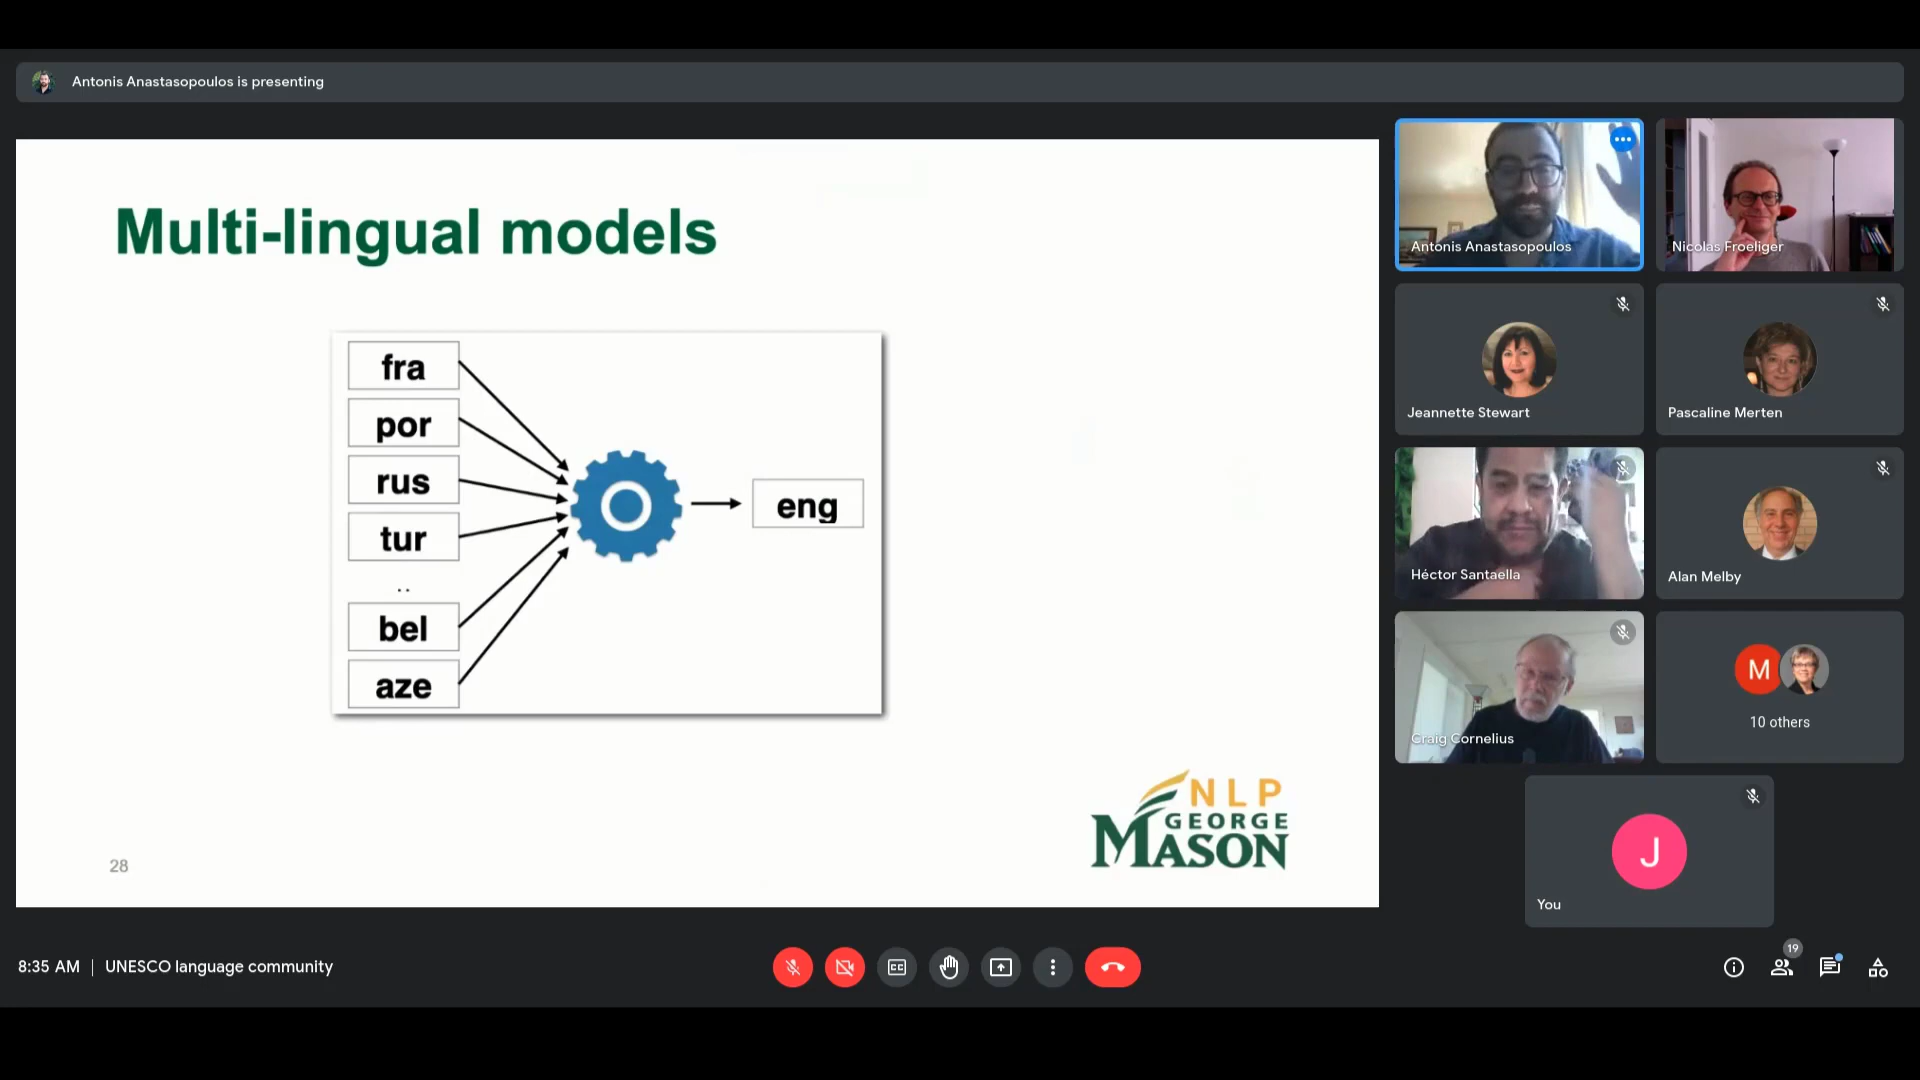 Antonis Anastasopoulos is presenting
Multi-lingual models
fra
por
rus
tur
..
bel
aze
eng
NLP
GEORGE
MASON
28
Antonis Anastasopoulos
Nicolas Froeliger
Jeannette Stewart
Pascaline Merten
Héctor Santaella
Alan Melby
Craig Cornelius
M
10 others
J
You
8:35 AM | UNESCO language community
CC
19